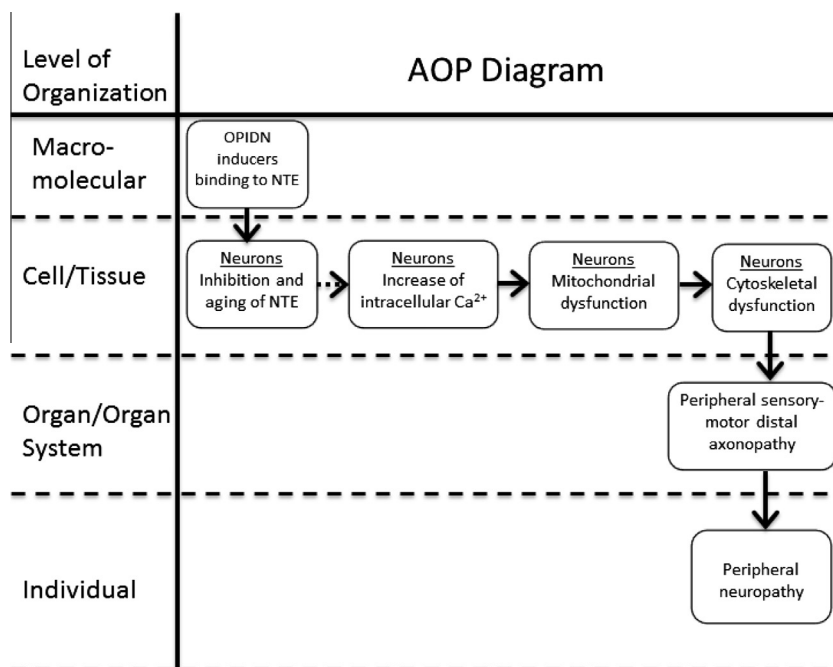 Level of
Organization
AOP Diagram
Macro-
molecular
OPIDN
inducers
binding to NTE
Cell/Tissue
Neurons
Inhibition and
aging of NTE
Neurons
Increase of
intracellular Ca²⁺
Neurons
Mitochondrial
dysfunction
Neurons
Cytoskeletal
dysfunction
Organ/Organ
System
Peripheral sensory-
motor distal
axonopathy
Individual
Peripheral
neuropathy